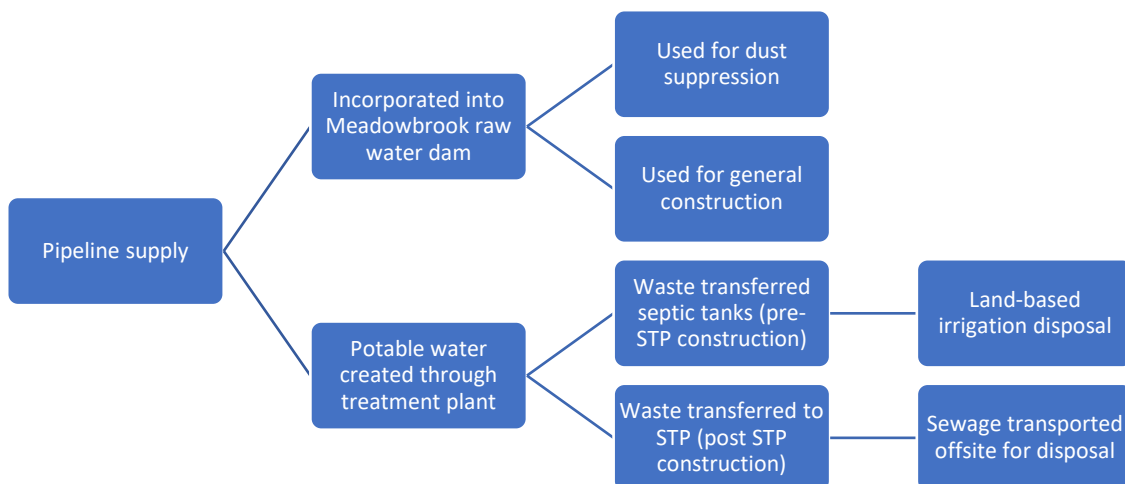 Pipeline supply
Incorporated into
Meadowbrook raw
water dam
Used for dust
suppression
Used for general
construction
Potable water
created through
treatment plant
Waste transferred
septic tanks (pre-
STP construction)
Land-based
irrigation disposal
Waste transferred to
STP (post STP
construction)
Sewage transported
offsite for disposal